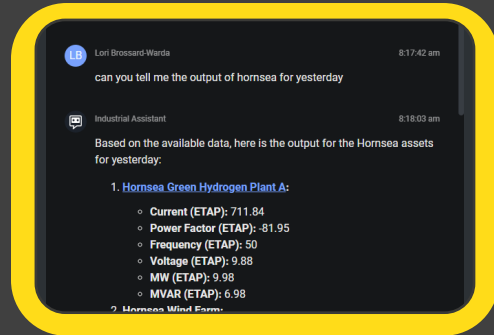 LB Lori Brossard-Warda 8:17:42 am
can you tell me the output of hornsea for yesterday
Industrial Assistant 8:18:03 am
Based on the available data, here is the output for the Hornsea assets
for yesterday:
1. Hornsea Green Hydrogen Plant A:
Current (ETAP): 711.84
Power Factor (ETAP): -81.95
Frequency (ETAP): 50
Voltage (ETAP): 9.88
MW (ETAP): 9.98
MVAR (ETAP): 6.98
2. Hornsea Wind Farm: